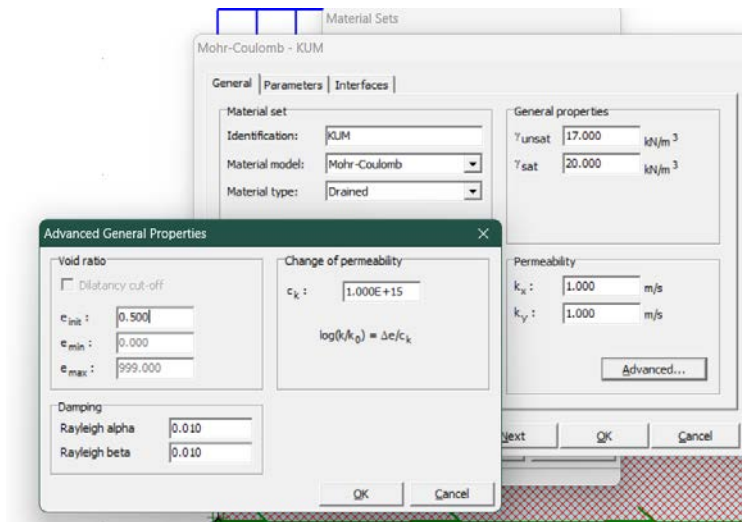 Material Sets
Mohr-Coulomb - KUM
General Parameters Interfaces
Material set
Identification: KUM
Material model: Mohr-Coulomb
Material type: Drained
General properties
γunsat 17.000 kN/m3
γsat 20.000 kN/m3
Permeability
kx : 1.000 m/s
ky : 1.000 m/s
Advanced...
Next OK Cancel
Advanced General Properties
Void ratio
Dilatancy cut-off
einit : 0.500
emin : 0.000
emax : 999.000
Change of permeability
ck : 1.000E+15
log(k/k0) = Δe/ck
Damping
Rayleigh alpha 0.010
Rayleigh beta 0.010
OK Cancel